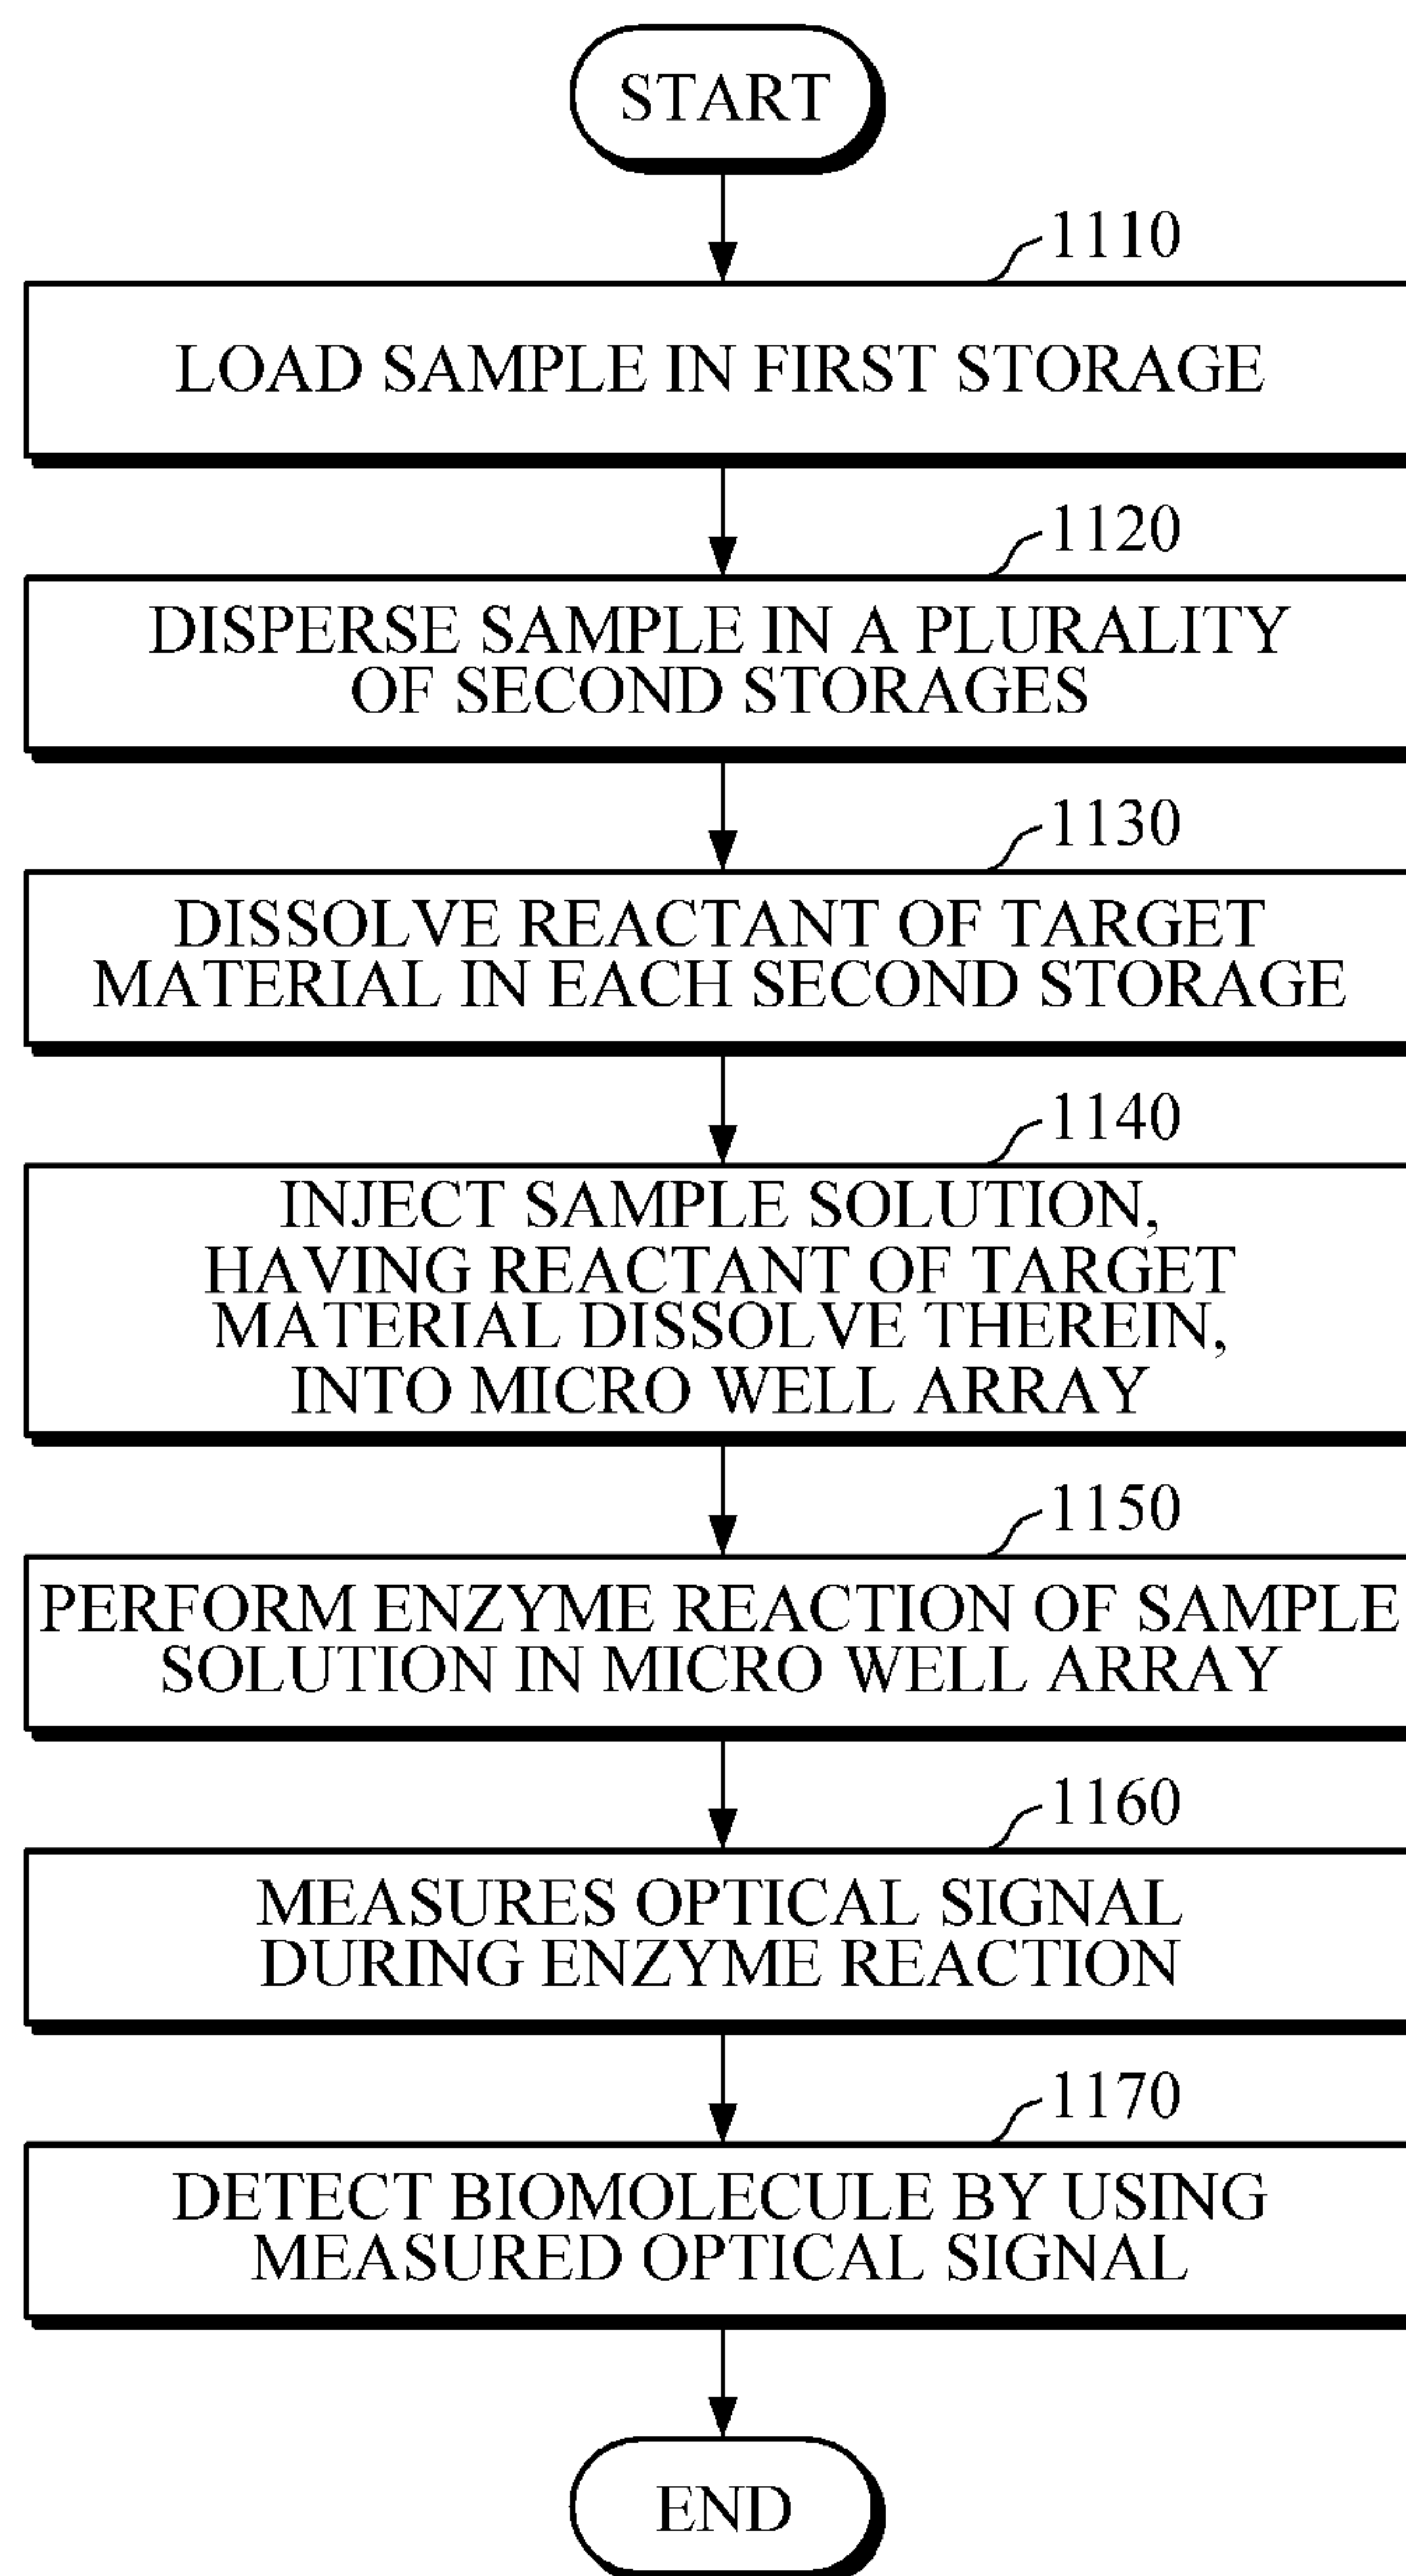 START
1110
LOAD SAMPLE IN FIRST STORAGE
1120
DISPERSE SAMPLE IN A PLURALITY
OF SECOND STORAGES
1130
DISSOLVE REACTANT OF TARGET
MATERIAL IN EACH SECOND STORAGE
1140
INJECT SAMPLE SOLUTION,
HAVING REACTANT OF TARGET
MATERIAL DISSOLVE THEREIN,
INTO MICRO WELL ARRAY
1150
PERFORM ENZYME REACTION OF SAMPLE
SOLUTION IN MICRO WELL ARRAY
1160
MEASURES OPTICAL SIGNAL
DURING ENZYME REACTION
1170
DETECT BIOMOLECULE BY USING
MEASURED OPTICAL SIGNAL
END